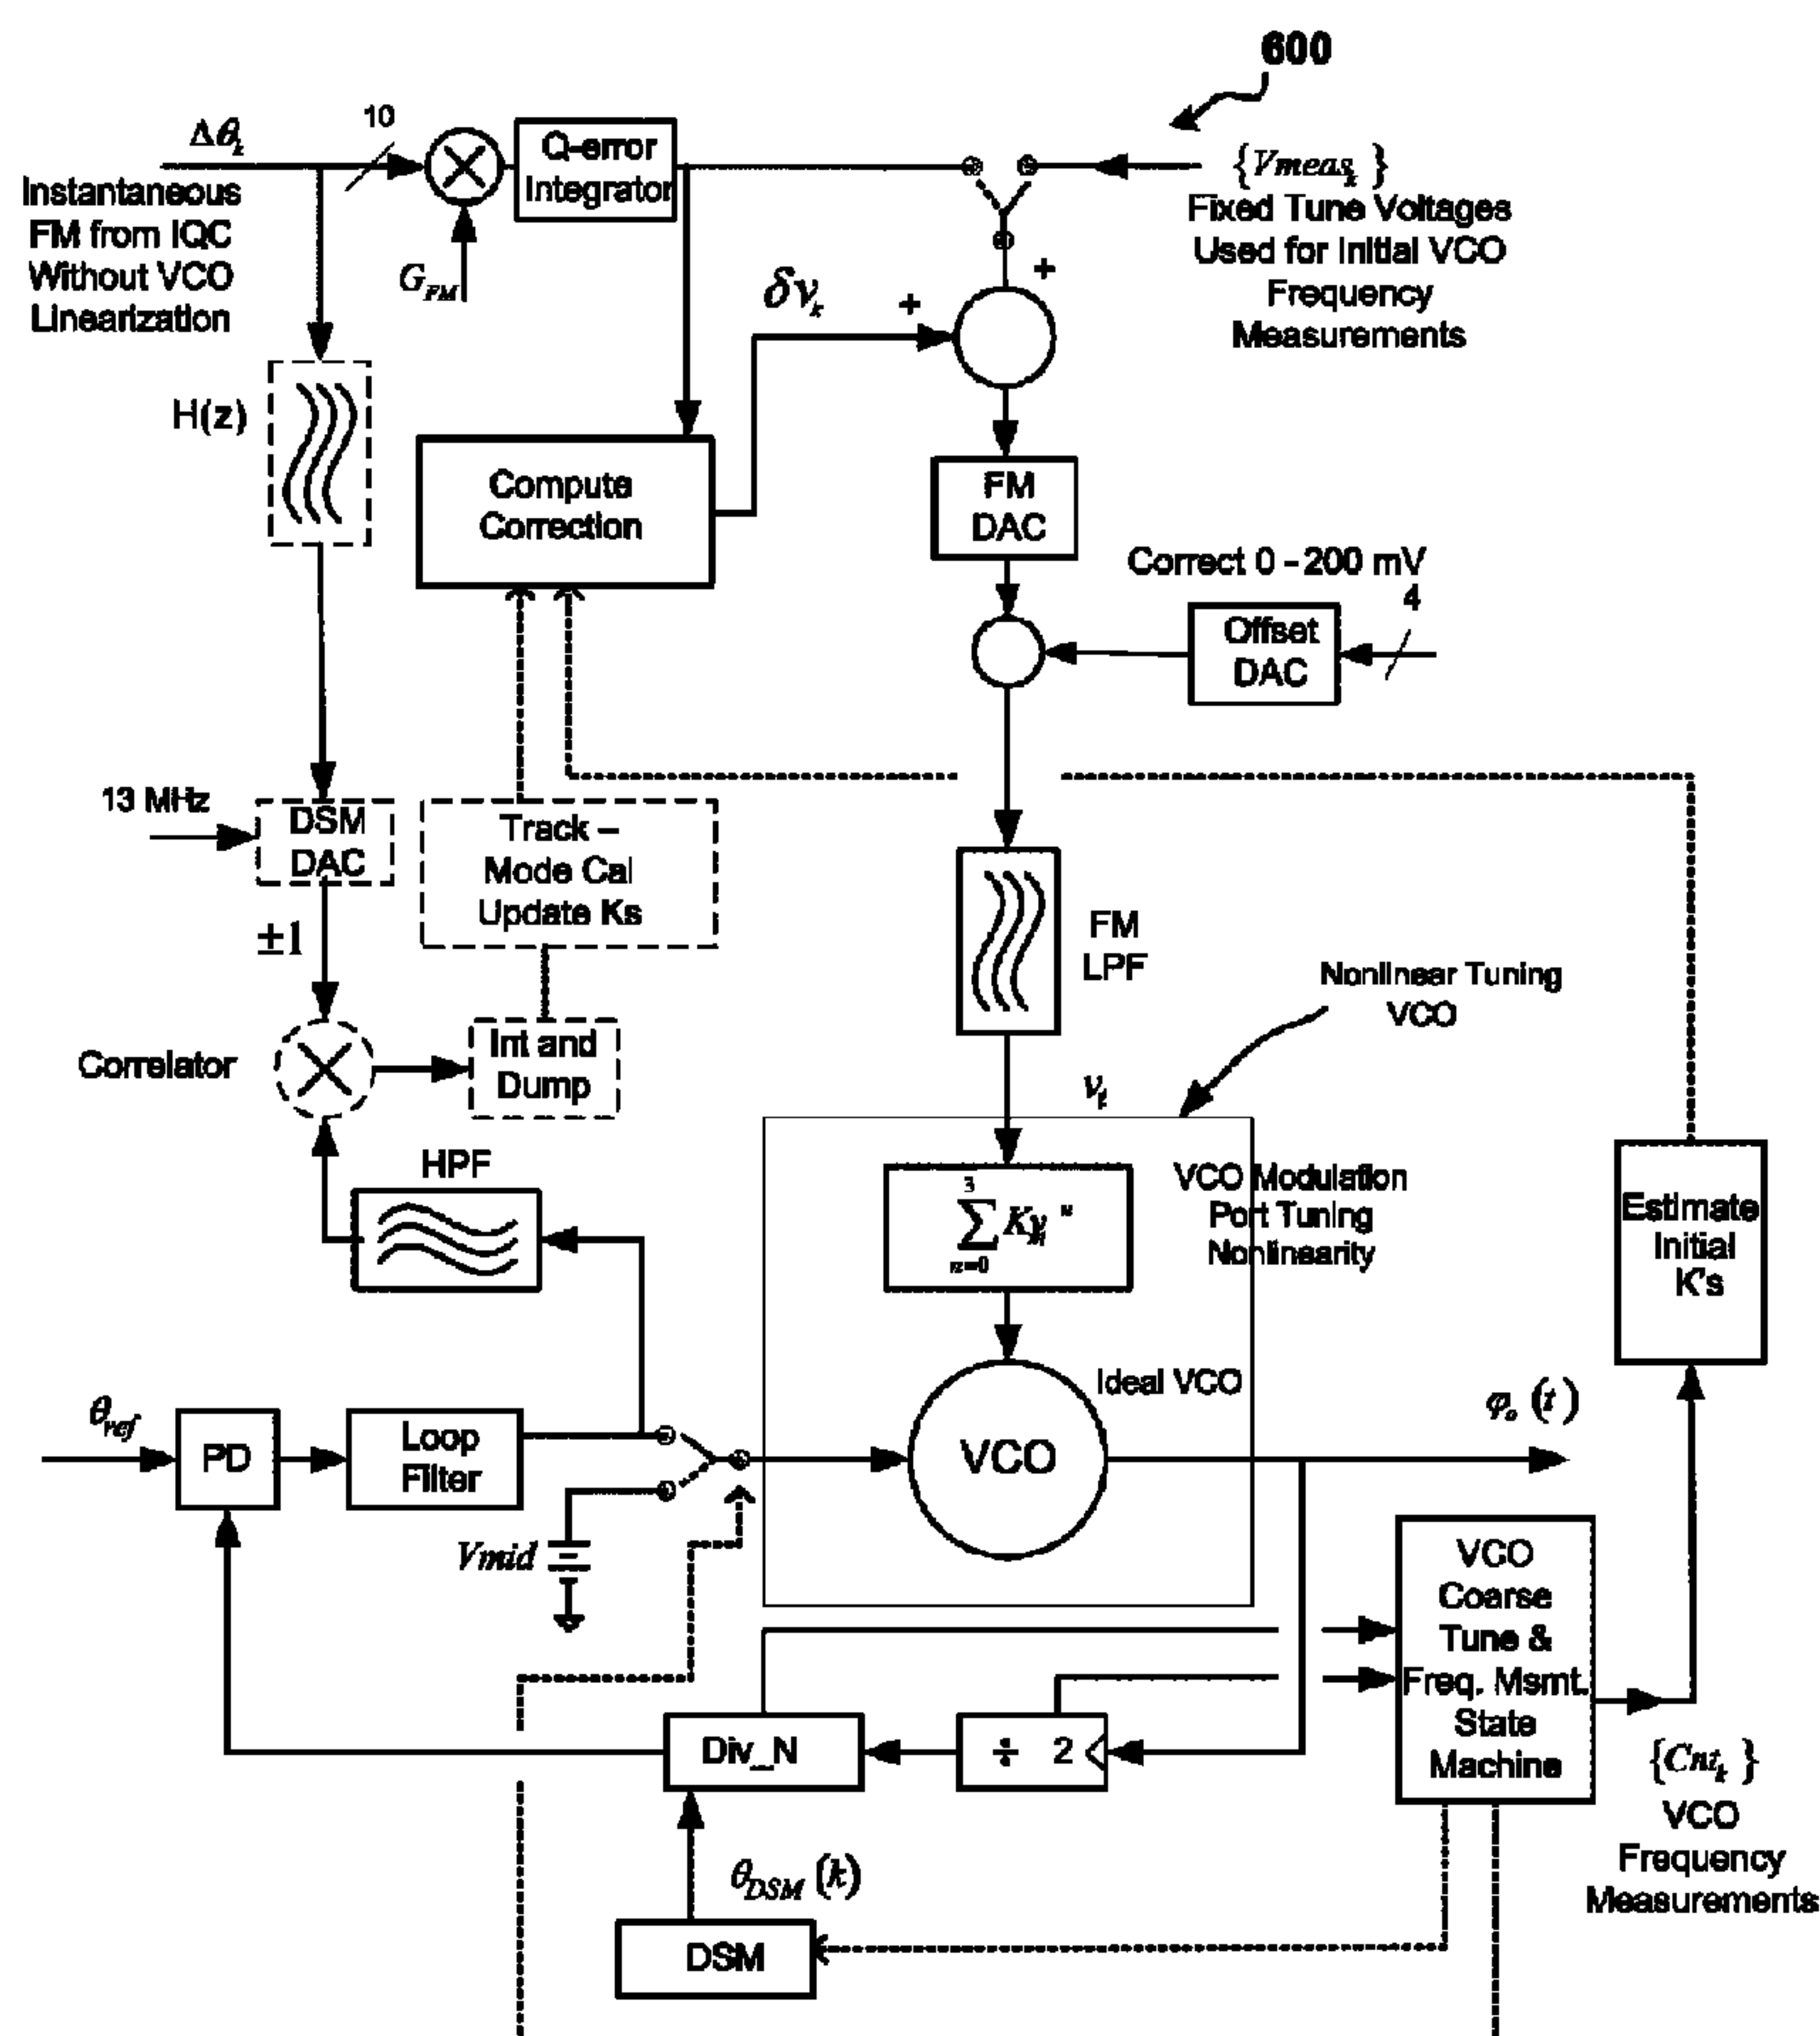 600
Δθk
10
Instantaneous
FM from IQC
Without VCO
Linearization
GFM
Q-error
Integrator
{Vmeask}
Fixed Tune Voltages
Used for Initial VCO
Frequency
Measurements
+
+
δvk
H(z)
Compute
Correction
FM
DAC
Correct 0 - 200 mV
4
Offset
DAC
13 MHz
DSM
DAC
±1
Track –
Mode Cal
Update Ks
FM
LPF
Nonlinear Tuning
VCO
Correlator
Int and
Dump
HPF
VCO Modulation
Port Tuning
Nonlinearity
3
∑
n=0
Estimate
Initial
K's
Ideal VCO
θref
PD
Loop
Filter
VCO
φo (t)
Vmid
VCO
Coarse
Tune &
Freq. Msmt.
State
Machine
Div_N
÷ 2
{Cntk}
VCO
Frequency
Measurements
θDSM (k)
DSM